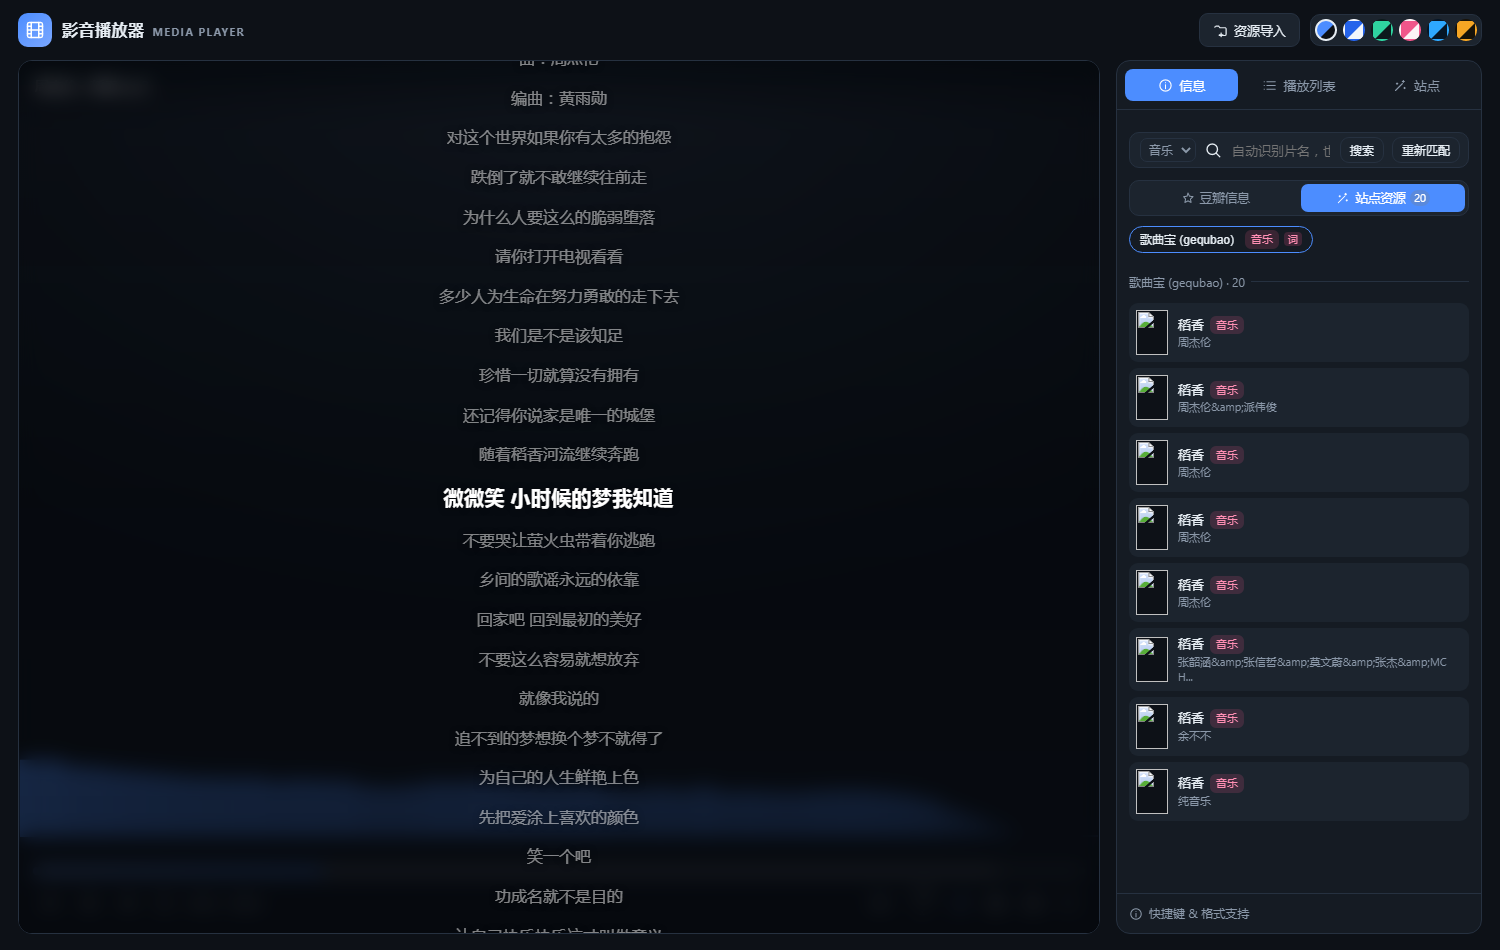 影音播放器 MEDIA PLAYER
资源导入
编曲：黄雨勋
对这个世界如果你有太多的抱怨
跌倒了就不敢继续往前走
为什么人要这么的脆弱堕落
请你打开电视看看
多少人为生命在努力勇敢的走下去
我们是不是该知足
珍惜一切就算没有拥有
还记得你说家是唯一的城堡
随着稻香河流继续奔跑
微微笑 小时候的梦我知道
不要哭让萤火虫带着你逃跑
乡间的歌谣永远的依靠
回家吧 回到最初的美好
不要这么容易就想放弃
就像我说的
追不到的梦想换个梦不就得了
为自己的人生鲜艳上色
先把爱涂上喜欢的颜色
笑一个吧
功成名就不是目的
信息
播放列表
站点
音乐
自动识别片名，也
搜索
重新匹配
豆瓣信息
站点资源 20
歌曲宝 (gequbao) 音乐 词
歌曲宝 (gequbao) · 20
稻香 音乐
周杰伦
稻香 音乐
周杰伦&amp;派伟俊
稻香 音乐
周杰伦
稻香 音乐
周杰伦
稻香 音乐
周杰伦
稻香 音乐
张韶涵&amp;张信哲&amp;莫文蔚&amp;张杰&amp;MC
H...
稻香 音乐
余不不
稻香 音乐
纯音乐
快捷键 & 格式支持